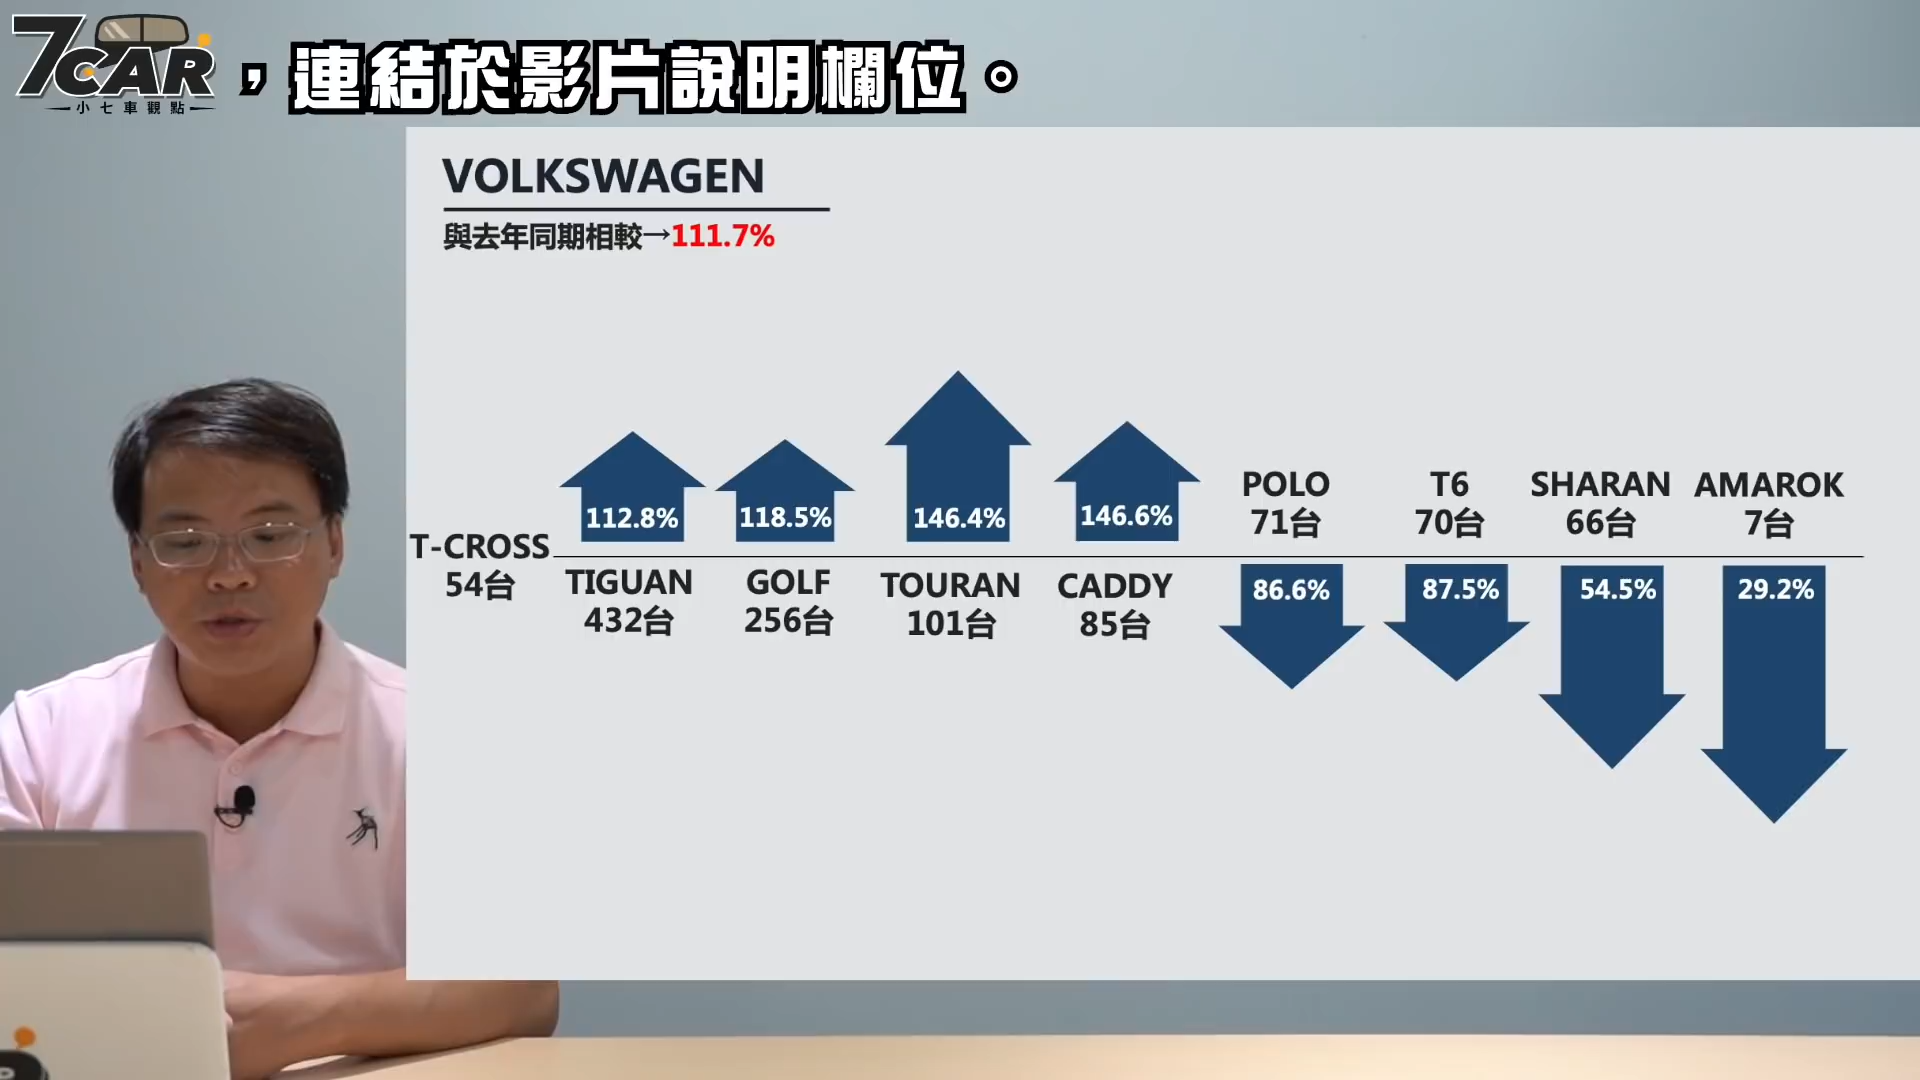 7CAR
小七車觀點
，連結於影片說明欄位。
VOLKSWAGEN
與去年同期相較→111.7%
T-CROSS
54台
112.8%
TIGUAN
432台
118.5%
GOLF
256台
146.4%
TOURAN
101台
146.6%
CADDY
85台
POLO
71台
86.6%
T6
70台
87.5%
SHARAN
66台
54.5%
AMAROK
7台
29.2%